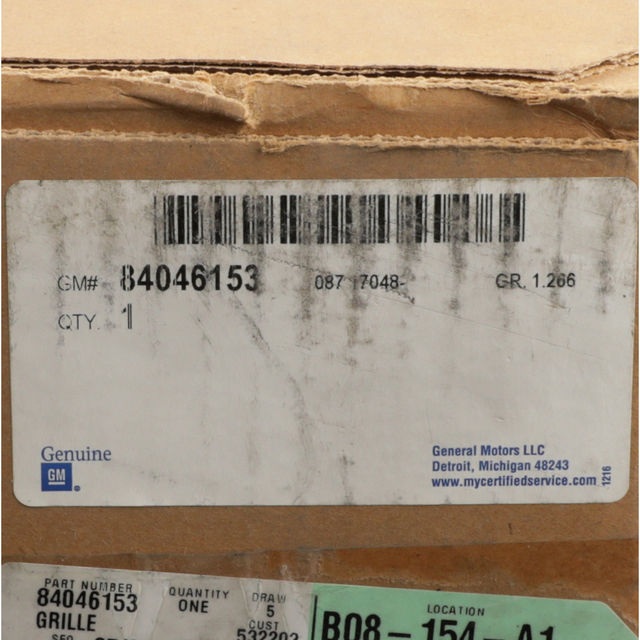 GM# 84046153 087 7048- GR. 1.266
QTY. 1
Genuine
GM
General Motors LLC
Detroit, Michigan 48243
www.mycertifiedservice.com
1216
PART NUMBER QUANTITY DRAW LOCATION
84046153 ONE 5 B08-154-A1
GRILLE CUST
532202